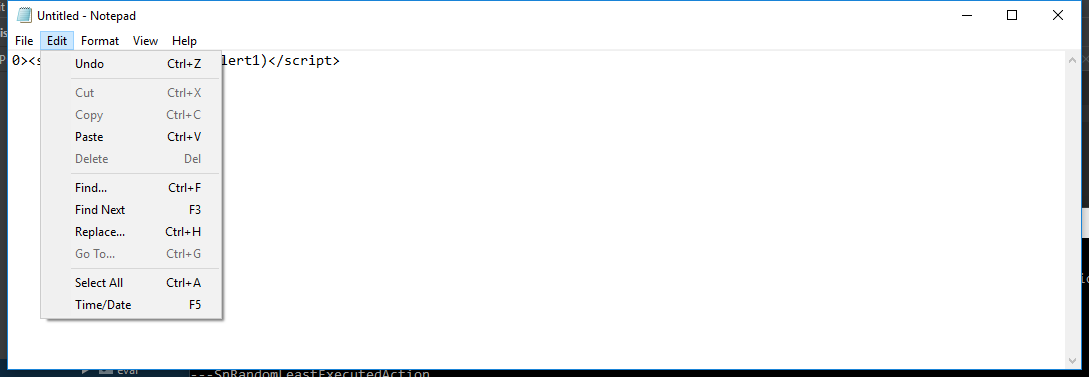 Untitled - Notepad
File Edit Format View Help
0><s lert1)</script>
Undo Ctrl+Z
Cut Ctrl+X
Copy Ctrl+C
Paste Ctrl+V
Delete Del
Find... Ctrl+F
Find Next F3
Replace... Ctrl+H
Go To... Ctrl+G
Select All Ctrl+A
Time/Date F5
eval
---SnRandomLeastExecutedAction